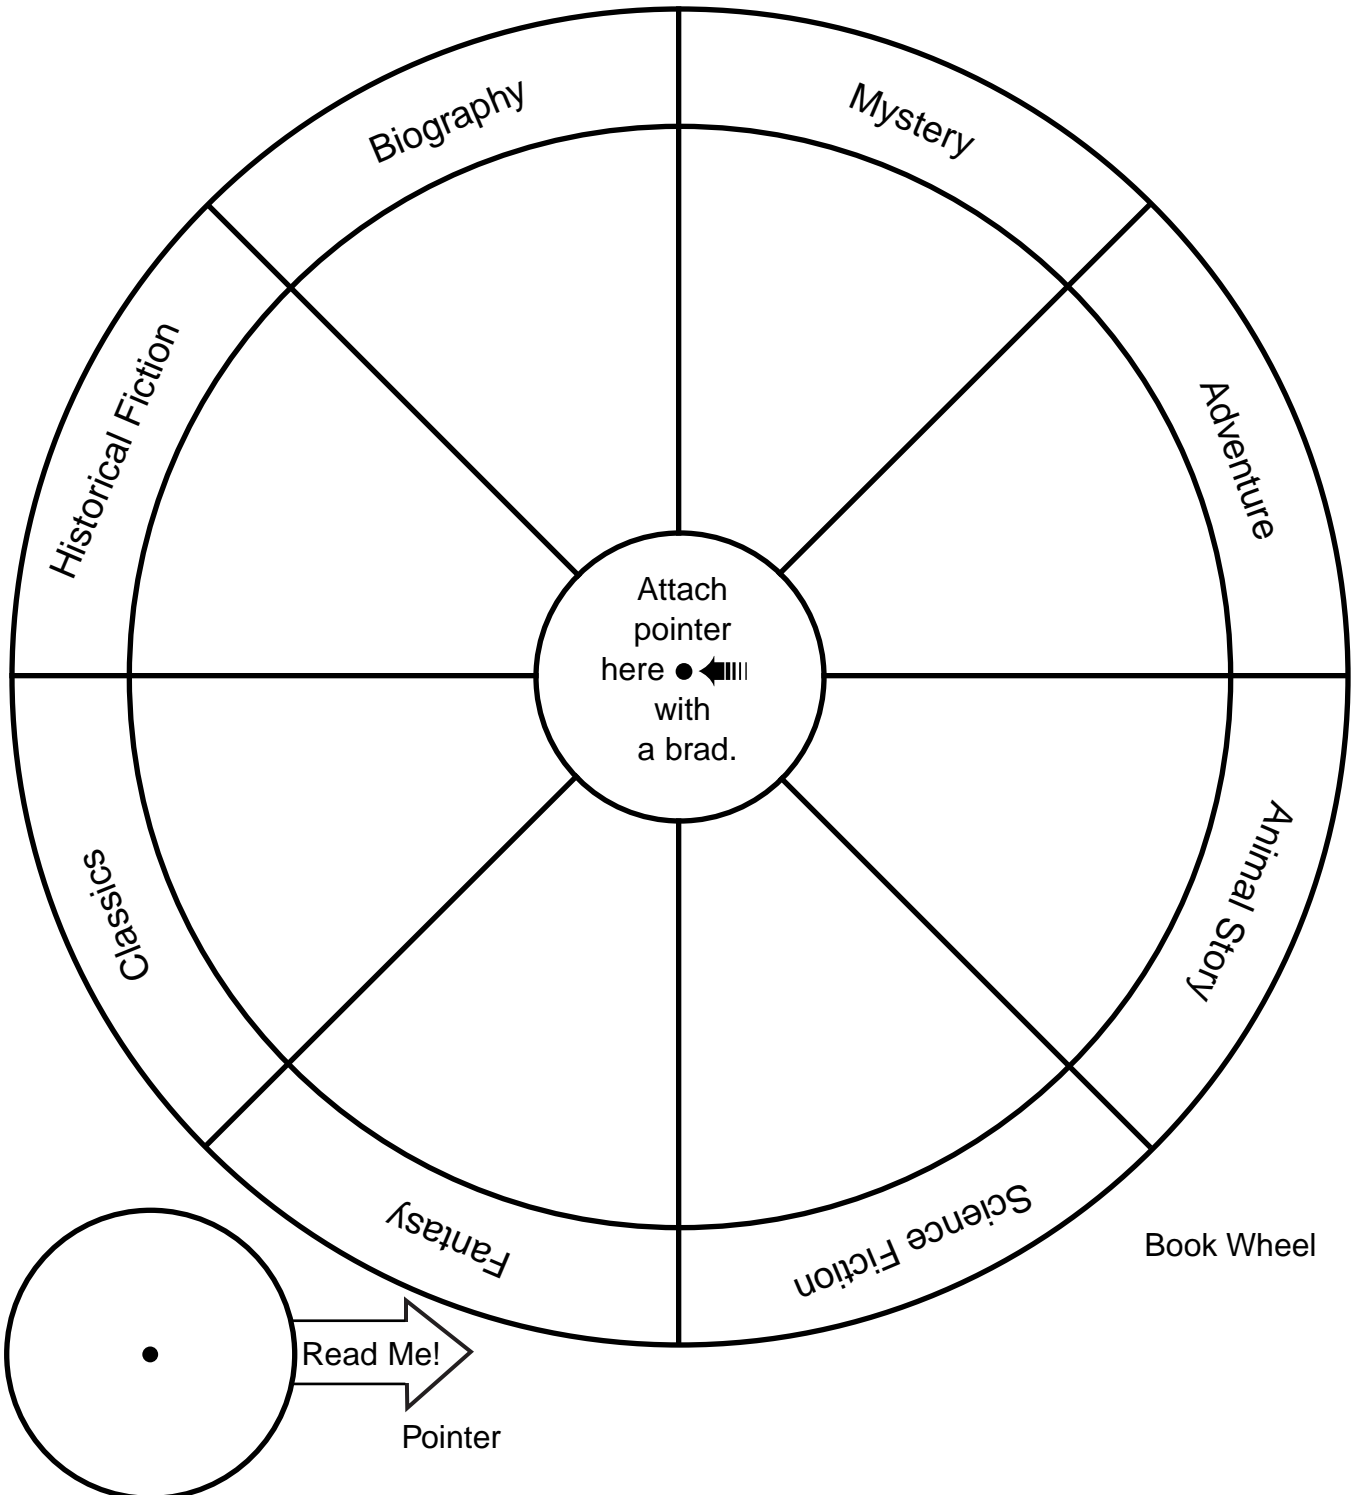 Biography
Mystery
Historical Fiction
Adventure
Attach
pointer
here
with
a brad.
Classics
Animal Story
Fantasy
Science Fiction
Book Wheel
Read Me!
Pointer